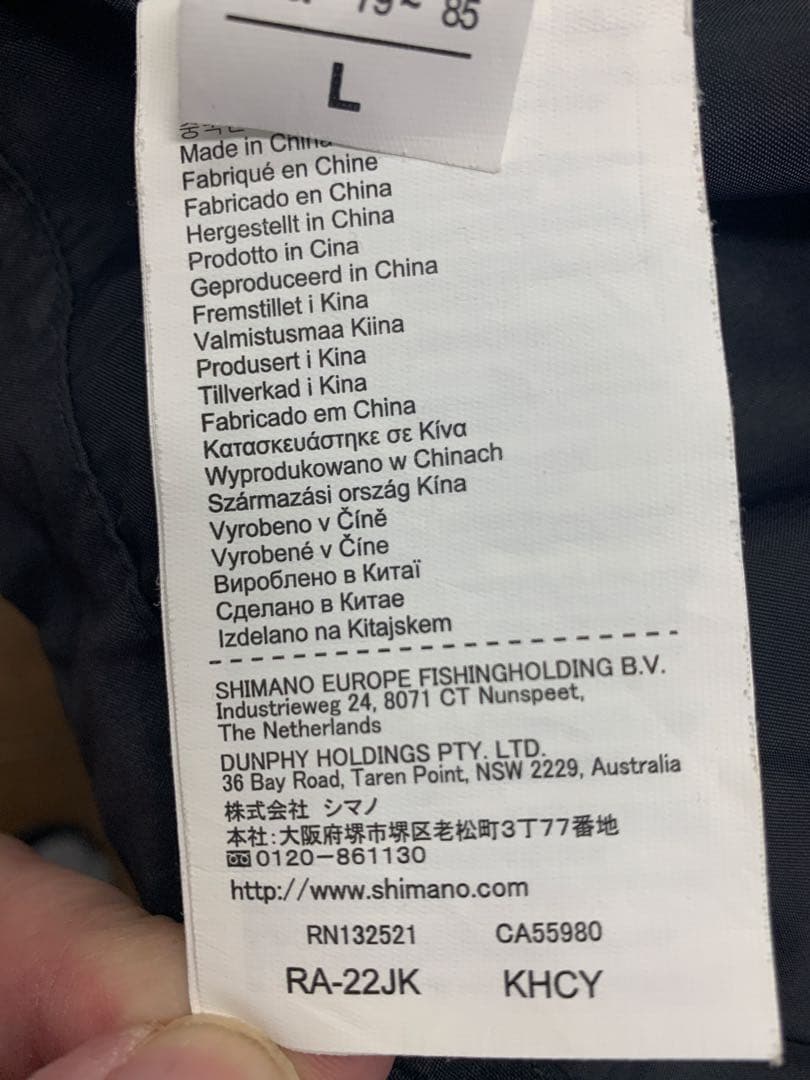 79~ 85
L
Made in China
Fabriqué en Chine
Fabricado en China
Hergestellt in China
Prodotto in Cina
Geproduceerd in China
Fremstillet i Kina
Valmistusmaa Kiina
Produsert i Kina
Tillverkad i Kina
Fabricado em China
Κατασκευάστηκε σε Κίνα
Wyprodukowano w Chinach
Származási ország Kína
Vyrobeno v Číně
Vyrobené v Číne
Вироблено в Китаї
Сделано в Китае
Izdelano na Kitajskem
SHIMANO EUROPE FISHINGHOLDING B.V.
Industrieweg 24, 8071 CT Nunspeet,
The Netherlands
DUNPHY HOLDINGS PTY. LTD.
36 Bay Road, Taren Point, NSW 2229, Australia
株式会社 シマノ
本社:大阪府堺市堺区老松町3丁77番地
0120-861130
http://www.shimano.com
RN132521 CA55980
RA-22JK KHCY